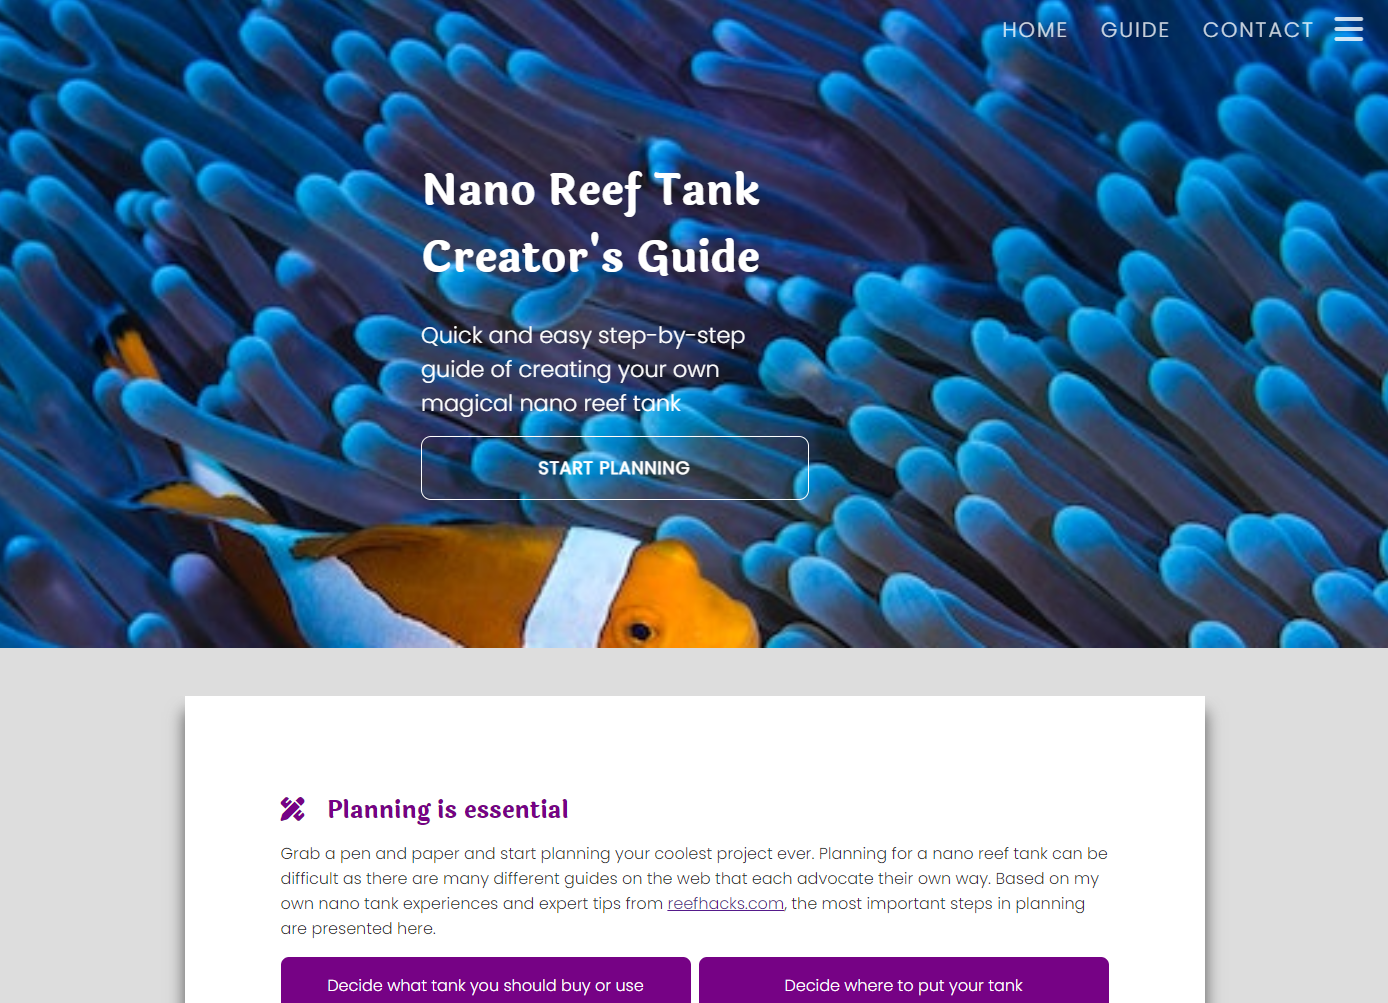 HOME GUIDE CONTACT
Nano Reef Tank
Creator's Guide
Quick and easy step-by-step
guide of creating your own
magical nano reef tank
START PLANNING
Planning is essential
Grab a pen and paper and start planning your coolest project ever. Planning for a nano reef tank can be
difficult as there are many different guides on the web that each advocate their own way. Based on my
own nano tank experiences and expert tips from reefhacks.com, the most important steps in planning
are presented here.
Decide what tank you should buy or use
Decide where to put your tank